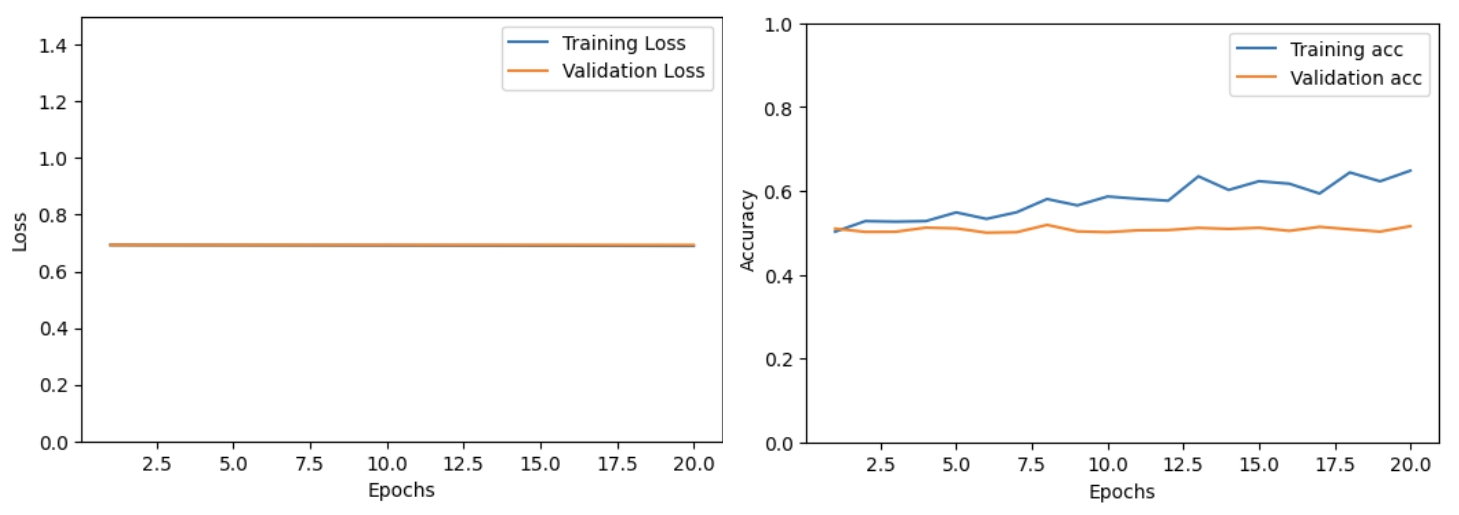 1.4
1.2
1.0
0.8
0.6
0.4
0.2
0.0
Loss
Training Loss
Validation Loss
2.5 5.0 7.5 10.0 12.5 15.0 17.5 20.0
Epochs
1.0
0.8
0.6
0.4
0.2
0.0
Accuracy
Training acc
Validation acc
2.5 5.0 7.5 10.0 12.5 15.0 17.5 20.0
Epochs